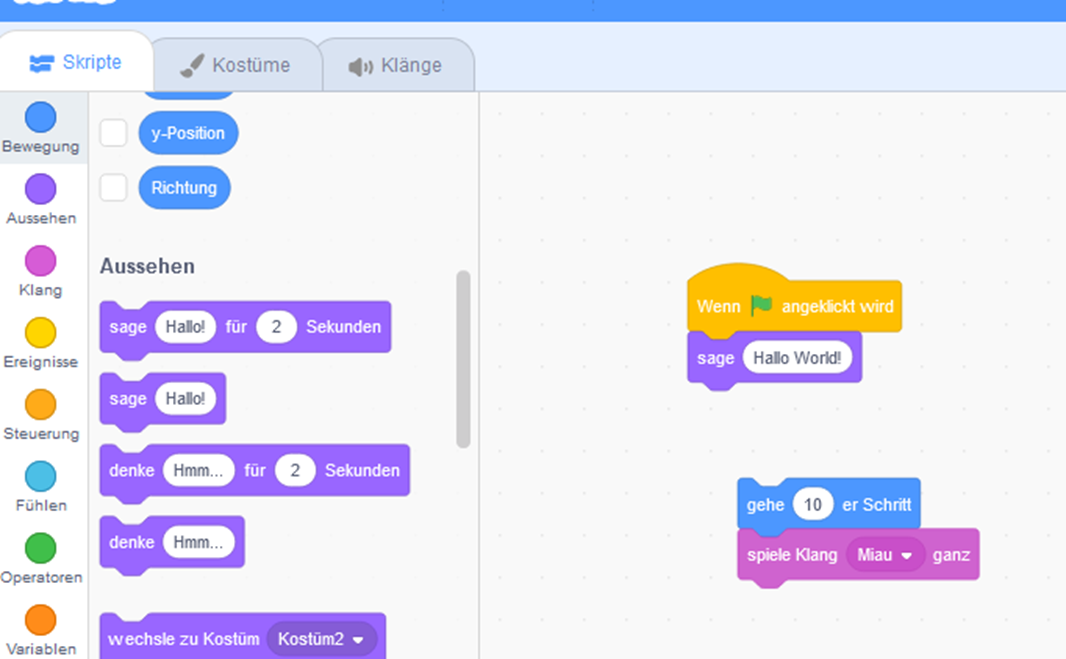 Skripte
Kostüme
Klänge
Bewegung
Aussehen
Klang
Ereignisse
Steuerung
Fühlen
Operatoren
Variablen
y-Position
Richtung
Aussehen
sage Hallo! für 2 Sekunden
sage Hallo!
denke Hmm... für 2 Sekunden
denke Hmm...
wechsle zu Kostüm Kostüm2
Wenn angeklickt wird
sage Hallo World!
gehe 10 er Schritt
spiele Klang Miau ganz